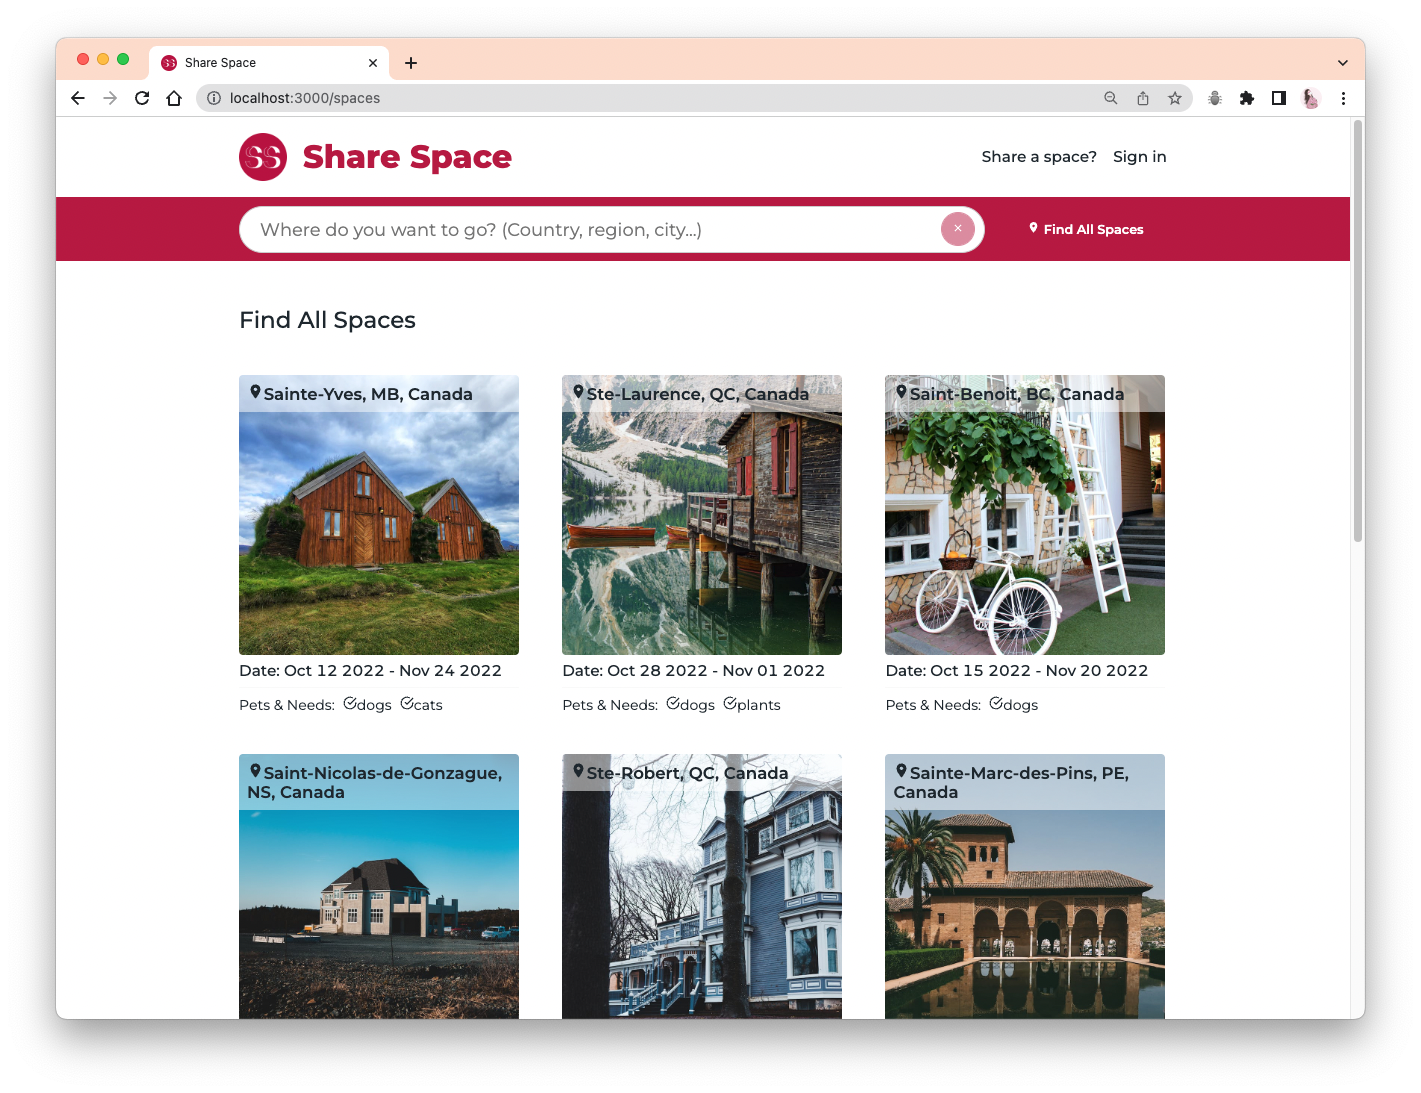 Share Space
localhost:3000/spaces
SS Share Space
Share a space? Sign in
Where do you want to go? (Country, region, city...)
Find All Spaces
Find All Spaces
Sainte-Yves, MB, Canada
Date: Oct 12 2022 - Nov 24 2022
Pets & Needs: dogs cats
Ste-Laurence, QC, Canada
Date: Oct 28 2022 - Nov 01 2022
Pets & Needs: dogs plants
Saint-Benoit, BC, Canada
Date: Oct 15 2022 - Nov 20 2022
Pets & Needs: dogs
Saint-Nicolas-de-Gonzague,
NS, Canada
Ste-Robert, QC, Canada
Sainte-Marc-des-Pins, PE,
Canada